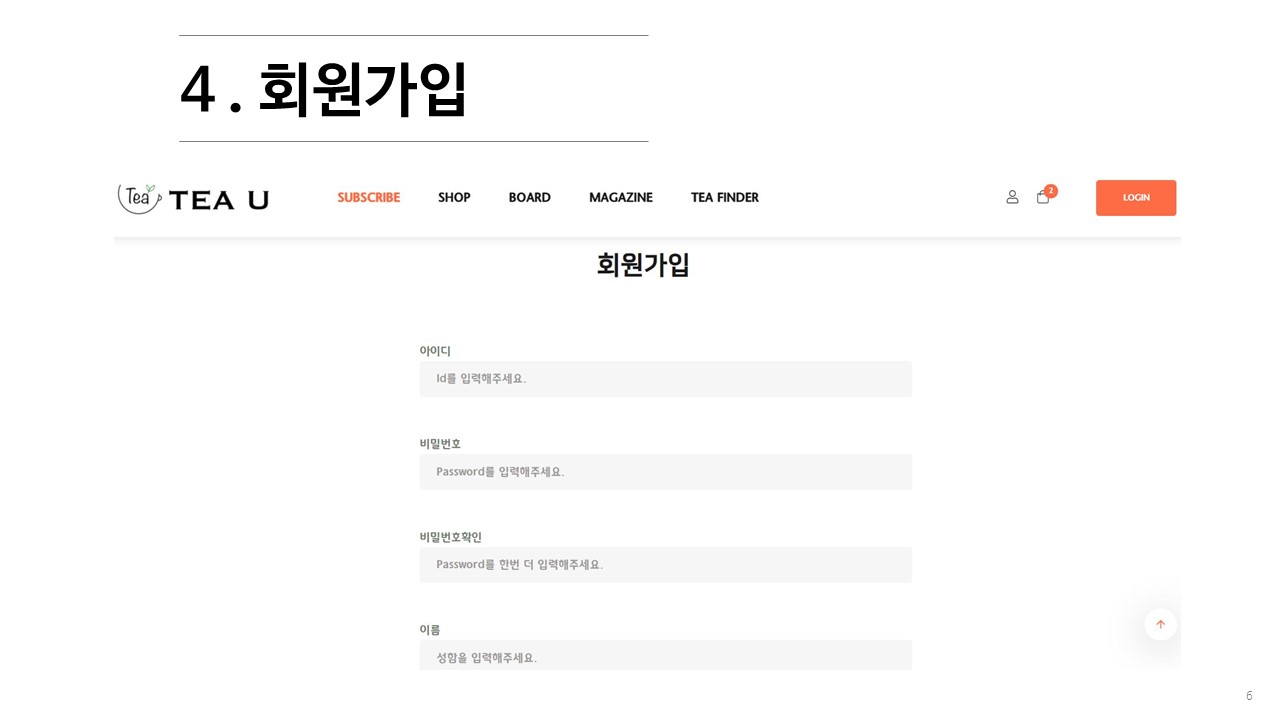 4 . 회원가입
Tea TEA U SUBSCRIBE SHOP BOARD MAGAZINE TEA FINDER 2 LOGIN
회원가입
아이디
Id를 입력해주세요.
비밀번호
Password를 입력해주세요.
비밀번호확인
Password를 한번 더 입력해주세요.
이름
성함을 입력해주세요.
6